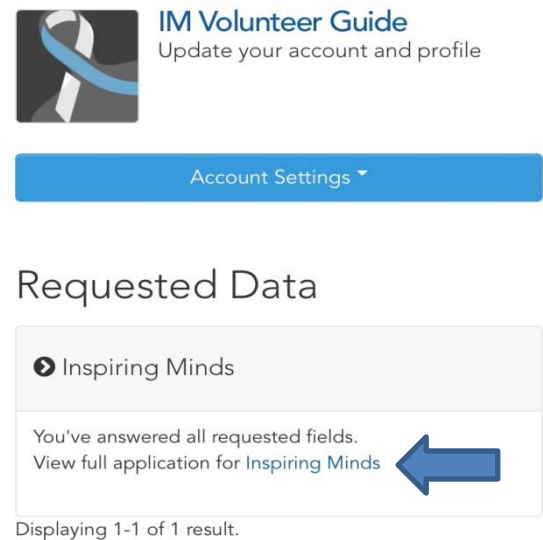 IM Volunteer Guide
Update your account and profile
Account Settings
Requested Data
Inspiring Minds
You've answered all requested fields.
View full application for Inspiring Minds
Displaying 1-1 of 1 result.